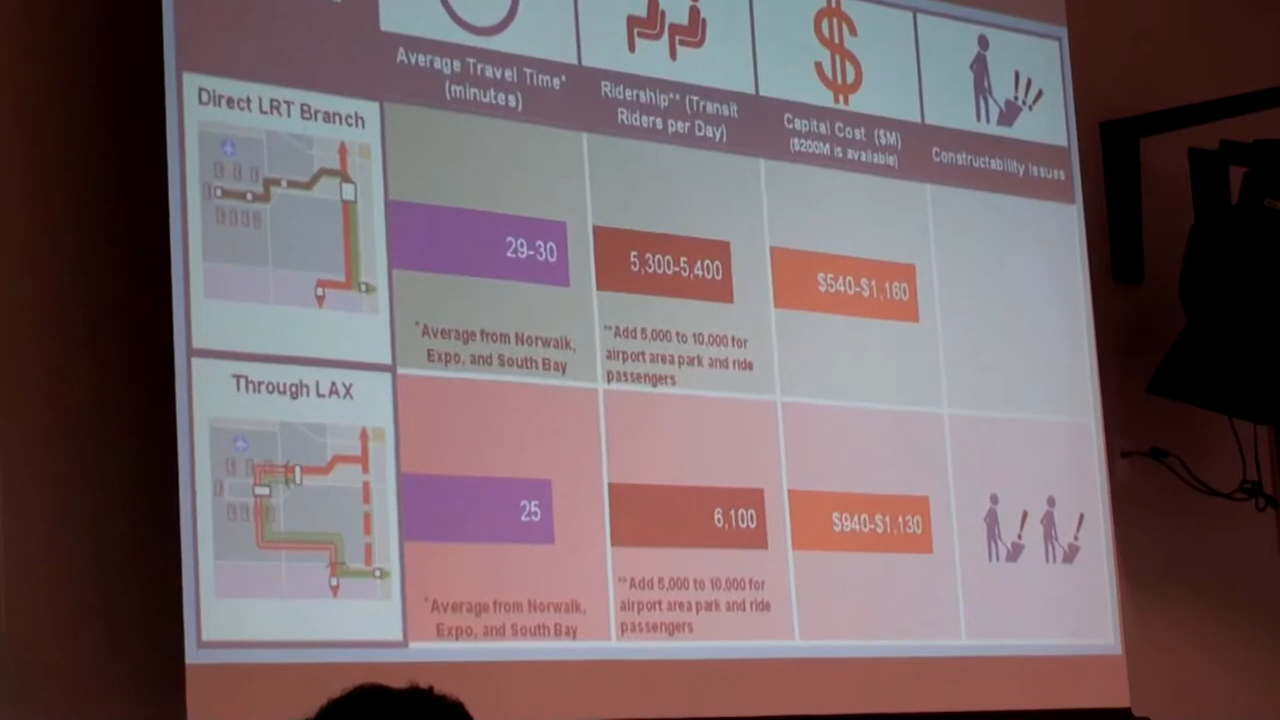 Average Travel Time*
(minutes)
Ridership** (Transit
Riders per Day)
Capital Cost ($M)
($200M is available)
Constructability Issues
Direct LRT Branch
29-30
5,300-5,400
$540-$1,160
*Average from Norwalk,
Expo, and South Bay
**Add 5,000 to 10,000 for
airport area park and ride
passengers
Through LAX
25
6,100
$940-$1,130
*Average from Norwalk,
Expo, and South Bay
**Add 5,000 to 10,000 for
airport area park and ride
passengers